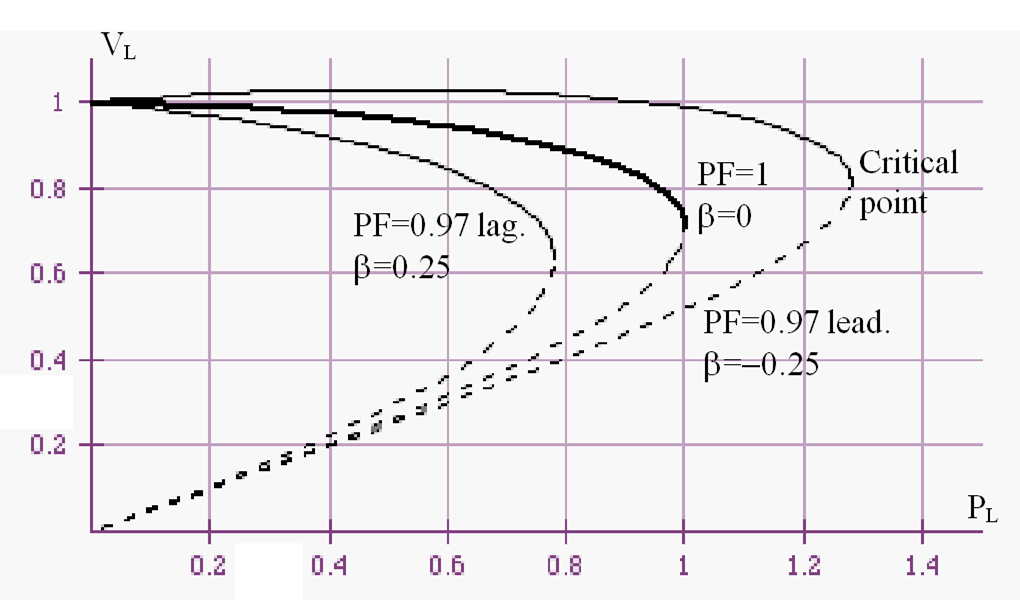 V_L
1
0.8
0.6
0.4
0.2
Critical
point
PF=1
β=0
PF=0.97 lag.
β=0.25
PF=0.97 lead.
β=–0.25
P_L
0.2
0.4
0.6
0.8
1
1.2
1.4